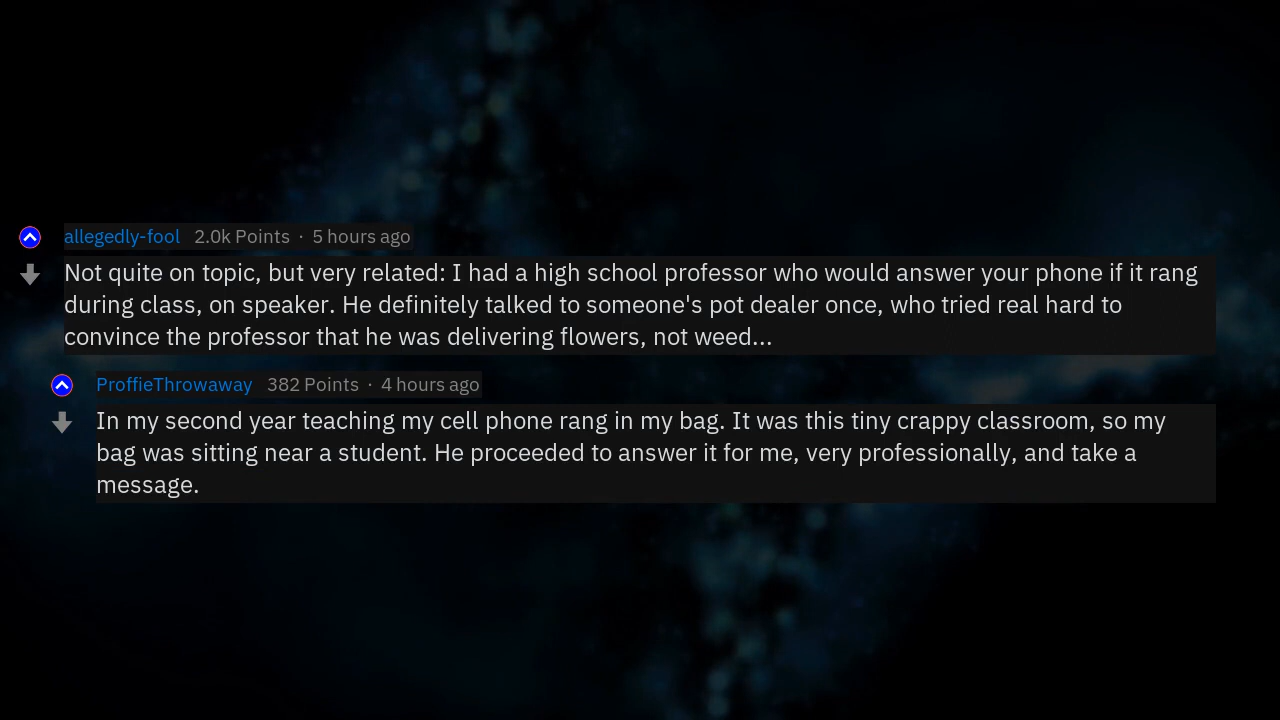 allegedly-fool 2.0k Points · 5 hours ago
Not quite on topic, but very related: I had a high school professor who would answer your phone if it rang
during class, on speaker. He definitely talked to someone's pot dealer once, who tried real hard to
convince the professor that he was delivering flowers, not weed...
ProffieThrowaway 382 Points · 4 hours ago
In my second year teaching my cell phone rang in my bag. It was this tiny crappy classroom, so my
bag was sitting near a student. He proceeded to answer it for me, very professionally, and take a
message.